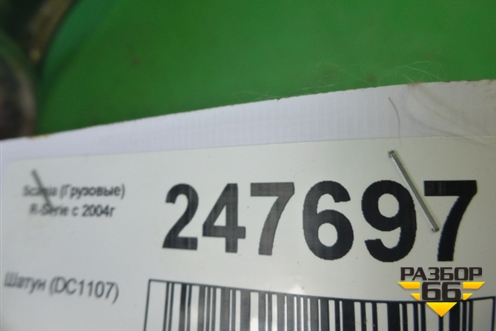 Scania (Грузовые)
R-Serie с 2004г
247697
Шатун (DC1107)
РАЗБОР
66